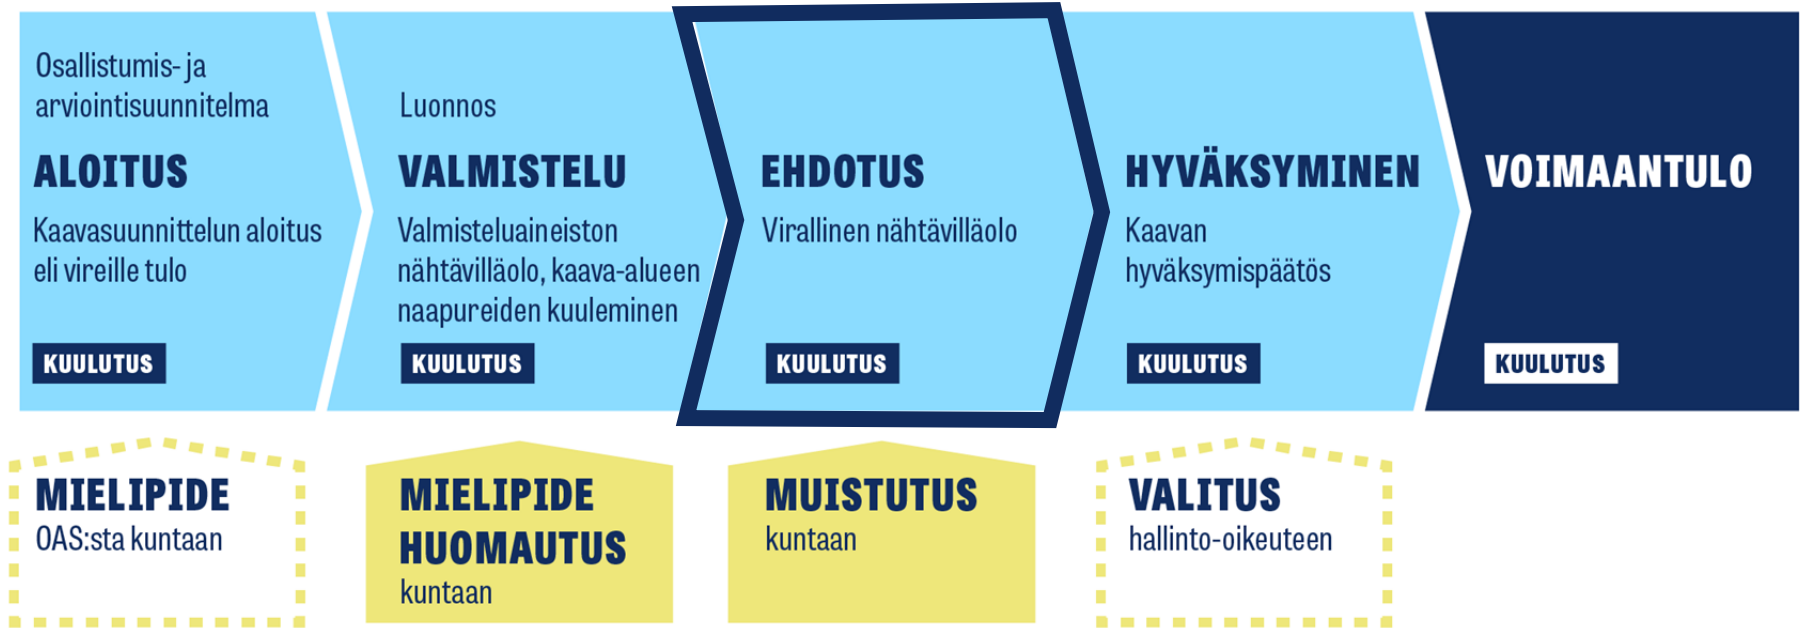 Osallistumis- ja
arviointisuunnitelma
ALOITUS
Kaavasuunnittelun aloitus
eli vireille tulo
KUULUTUS
Luonnos
VALMISTELU
Valmisteluaineiston
nähtävilläolo, kaava-alueen
naapureiden kuuleminen
KUULUTUS
EHDOTUS
Virallinen nähtävilläolo
KUULUTUS
HYVÄKSYMINEN
Kaavan
hyväksymispäätös
KUULUTUS
VOIMAANTULO
KUULUTUS
MIELIPIDE
OAS:sta kuntaan
MIELIPIDE
HUOMAUTUS
kuntaan
MUISTUTUS
kuntaan
VALITUS
hallinto-oikeuteen